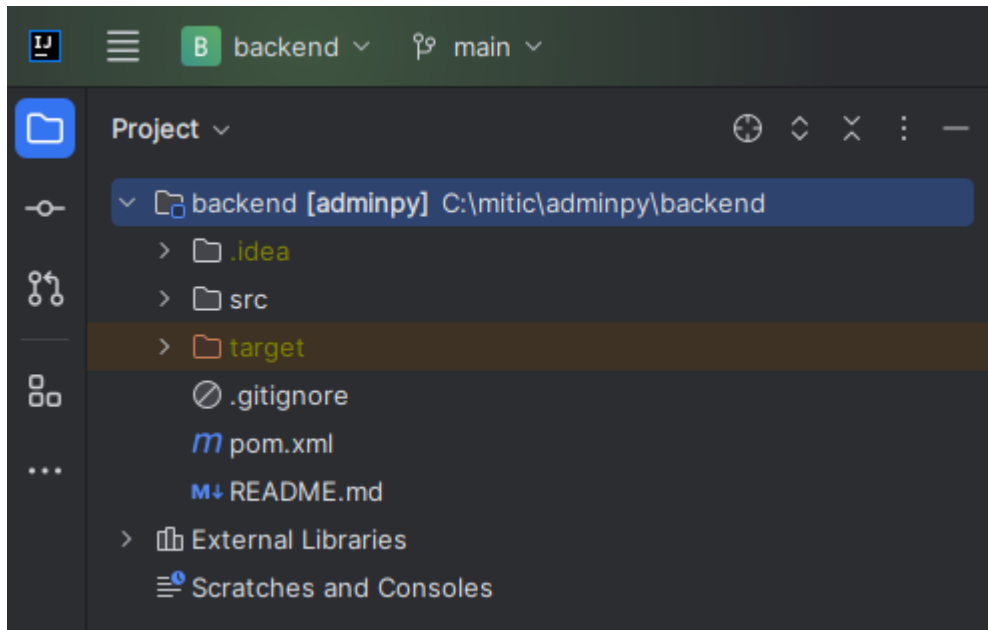 IJ B backend main
Project
backend [adminpy] C:\mitic\adminpy\backend
.idea
src
target
.gitignore
m pom.xml
M↓ README.md
External Libraries
Scratches and Consoles